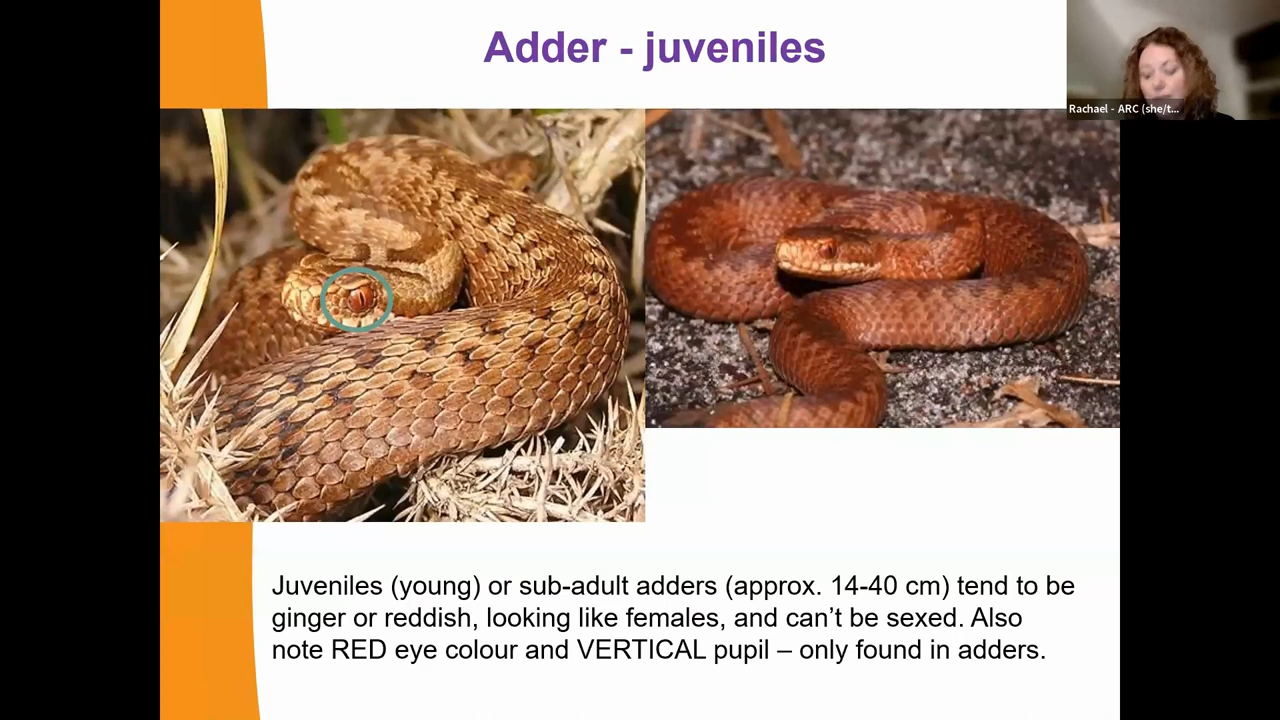 Adder - juveniles
Rachael - ARC (she/t...
Juveniles (young) or sub-adult adders (approx. 14-40 cm) tend to be
ginger or reddish, looking like females, and can’t be sexed. Also
note RED eye colour and VERTICAL pupil – only found in adders.